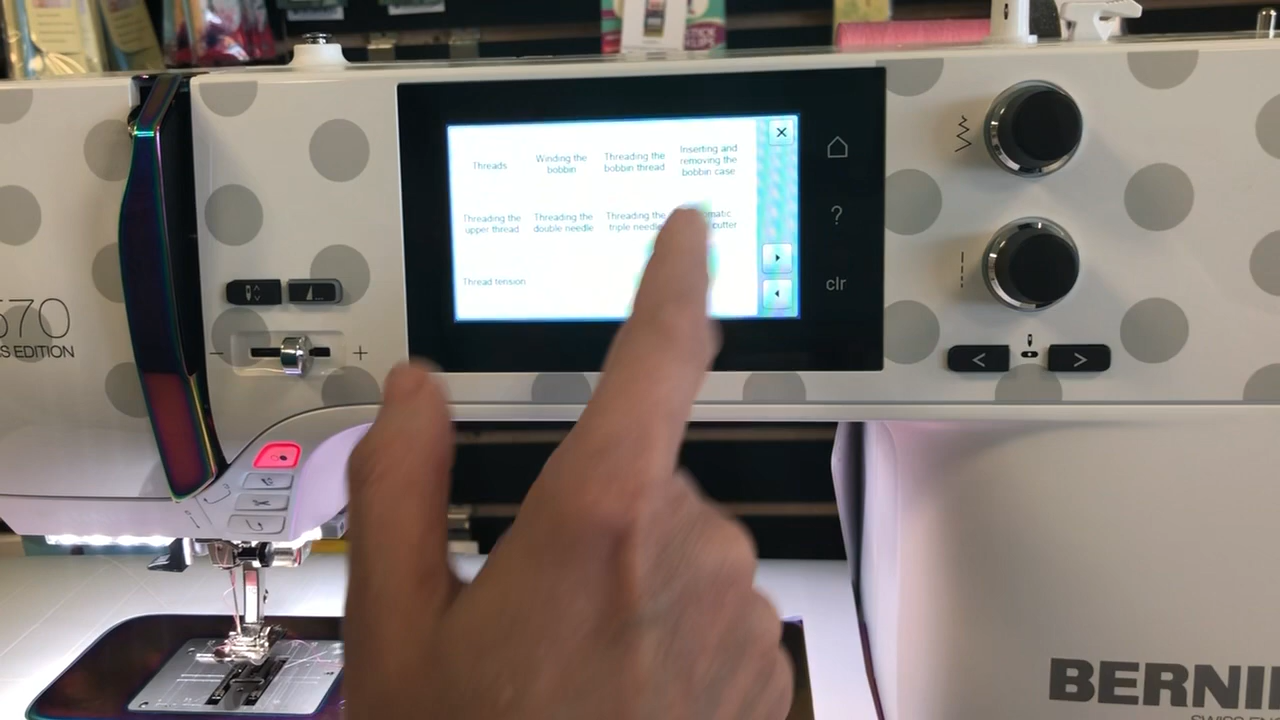 Threads
Winding the
bobbin
Threading the
bobbin thread
Inserting and
removing the
bobbin case
Threading the
upper thread
Threading the
double needle
Threading the
triple needle
cutter
Thread tension
?
clr
570
S EDITION
- +
< >
BERNI